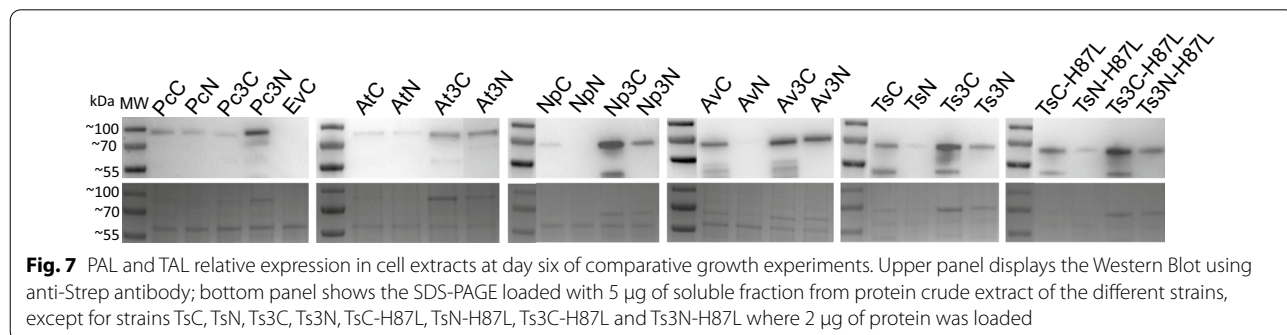 PcC PcN Pc3C Pc3N EvC AtC AtN At3C At3N NpC NpN Np3C Np3N AvC AvN Av3C Av3N TsC TsN Ts3C Ts3N TsC-H87L TsN-H87L Ts3C-H87L Ts3N-H87L
kDa MW
~100
~70
~55
~100
~70
~55
Fig. 7 PAL and TAL relative expression in cell extracts at day six of comparative growth experiments. Upper panel displays the Western Blot using
anti-Strep antibody; bottom panel shows the SDS-PAGE loaded with 5 µg of soluble fraction from protein crude extract of the different strains,
except for strains TsC, TsN, Ts3C, Ts3N, TsC-H87L, TsN-H87L, Ts3C-H87L and Ts3N-H87L where 2 µg of protein was loaded